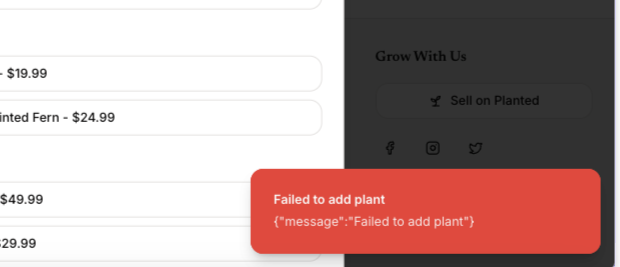 - $19.99
inted Fern - $24.99
$49.99
$29.99
Grow With Us
Sell on Planted
Failed to add plant
{"message":"Failed to add plant"}